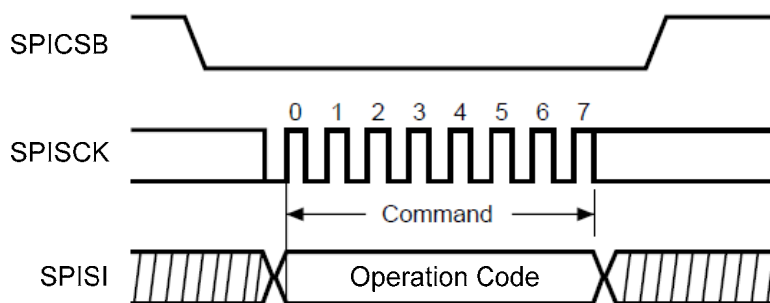 SPICSB
0 1 2 3 4 5 6 7
SPISCK
Command
SPISI
Operation Code